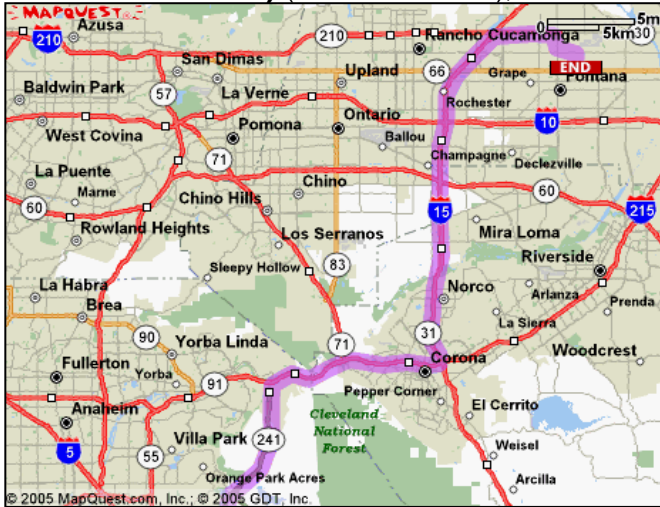 MAPQUEST
0 5m
5km
210
Azusa
210
Rancho Cucamonga
30
San Dimas
END
66
Upland
Grape
Fontana
Baldwin Park
57
La Verne
Rochester
Ontario
10
West Covina
Pomona
Ballou
71
Champagne
Declezville
La Puente
Marne
Chino
60
60
Chino Hills
15
215
Rowland Heights
Los Serranos
Mira Loma
Sleepy Hollow
83
Riverside
La Habra
Norco
Arlanza
Prenda
Brea
La Sierra
90
31
Yorba Linda
71
Woodcrest
Fullerton
Yorba
91
Corona
Pepper Corner
Anaheim
Cleveland
National
Forest
El Cerrito
5
55
Villa Park
241
Weisel
Orange Park Acres
Arcilla
© 2005 MapQuest.com, Inc.; © 2005 GDT, Inc.